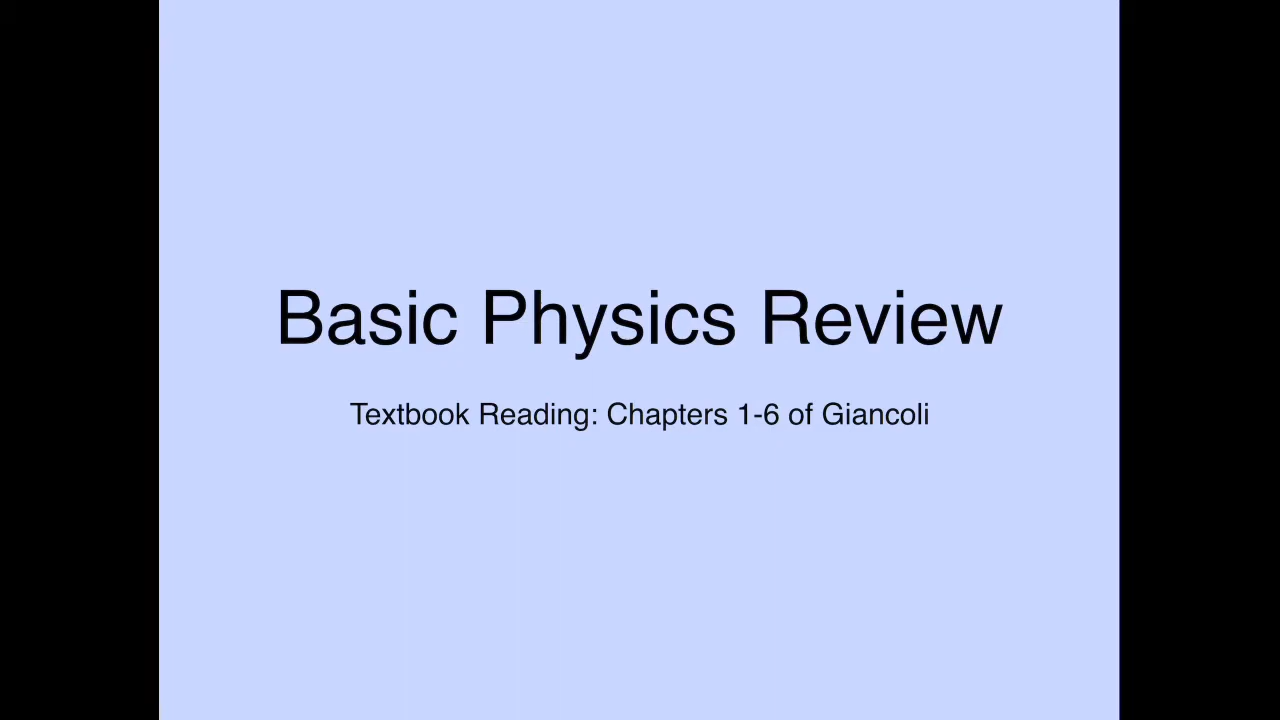 Basic Physics Review
Textbook Reading: Chapters 1-6 of Giancoli